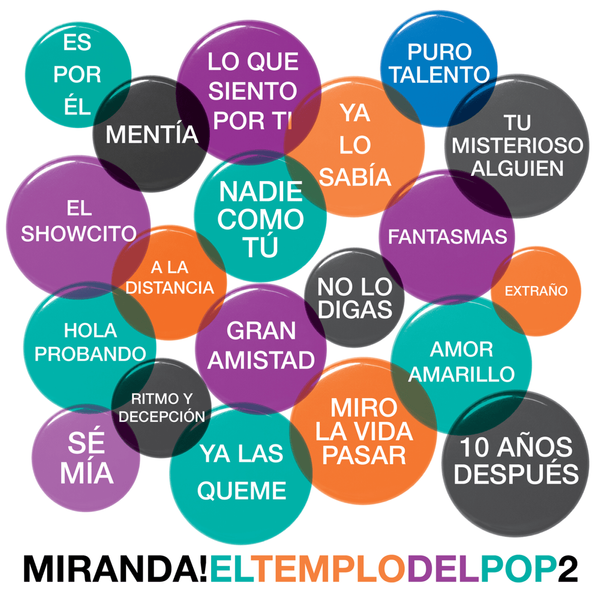 ES
POR
ÉL
MENTÍA
LO QUE
SIENTO
POR TI
YA
LO
SABÍA
PURO
TALENTO
TU
MISTERIOSO
ALGUIEN
EL
SHOWCITO
NADIE
COMO
TÚ
FANTASMAS
A LA
DISTANCIA
NO LO
DIGAS
EXTRAÑO
HOLA
PROBANDO
GRAN
AMISTAD
AMOR
AMARILLO
RITMO Y
DECEPCIÓN
MIRO
LA VIDA
PASAR
SÉ
MÍA
YA LAS
QUEME
10 AÑOS
DESPUÉS
MIRANDA!ELTEMPLODELPOP2